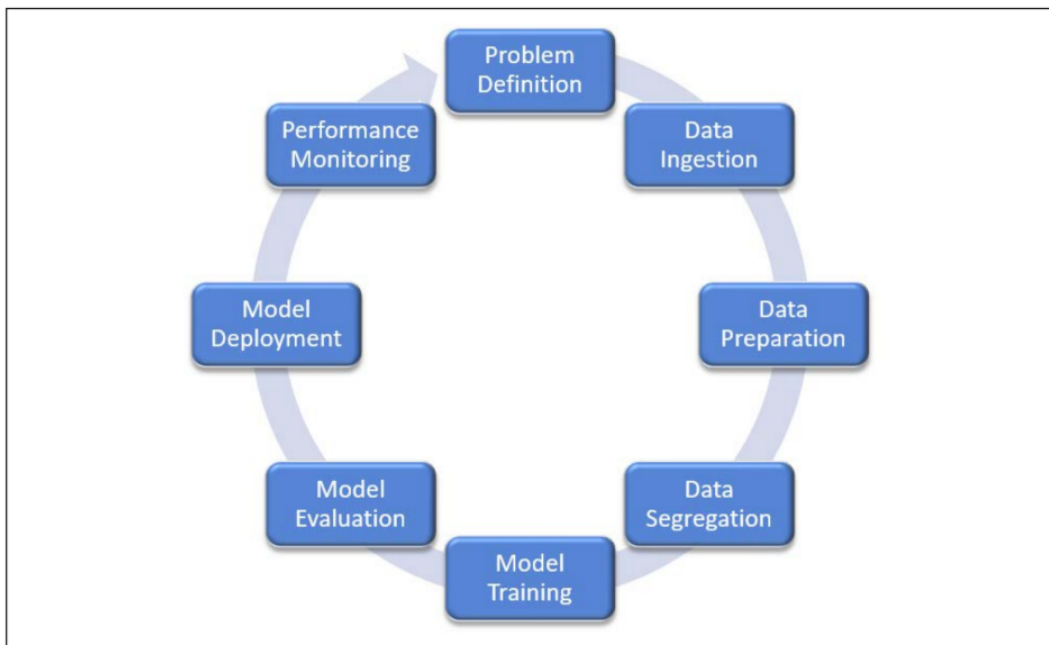 Problem
Definition
Data
Ingestion
Data
Preparation
Data
Segregation
Model
Training
Model
Evaluation
Model
Deployment
Performance
Monitoring